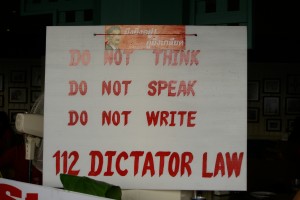 DO NOT THINK
DO NOT SPEAK
DO NOT WRITE
112 DICTATOR LAW